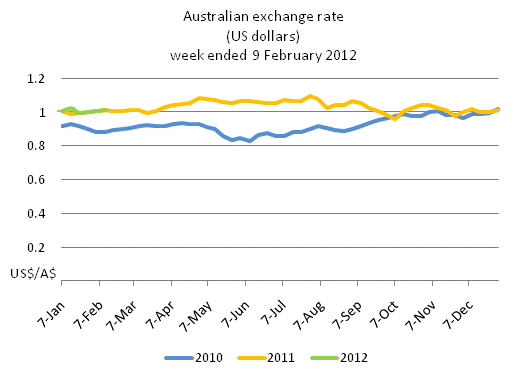 Australian exchange rate
(US dollars)
week ended 9 February 2012
1.2
1
0.8
0.6
0.4
0.2
US$/A$
7-Jan 7-Feb 7-Mar 7-Apr 7-May 7-Jun 7-Jul 7-Aug 7-Sep 7-Oct 7-Nov 7-Dec
2010 2011 2012